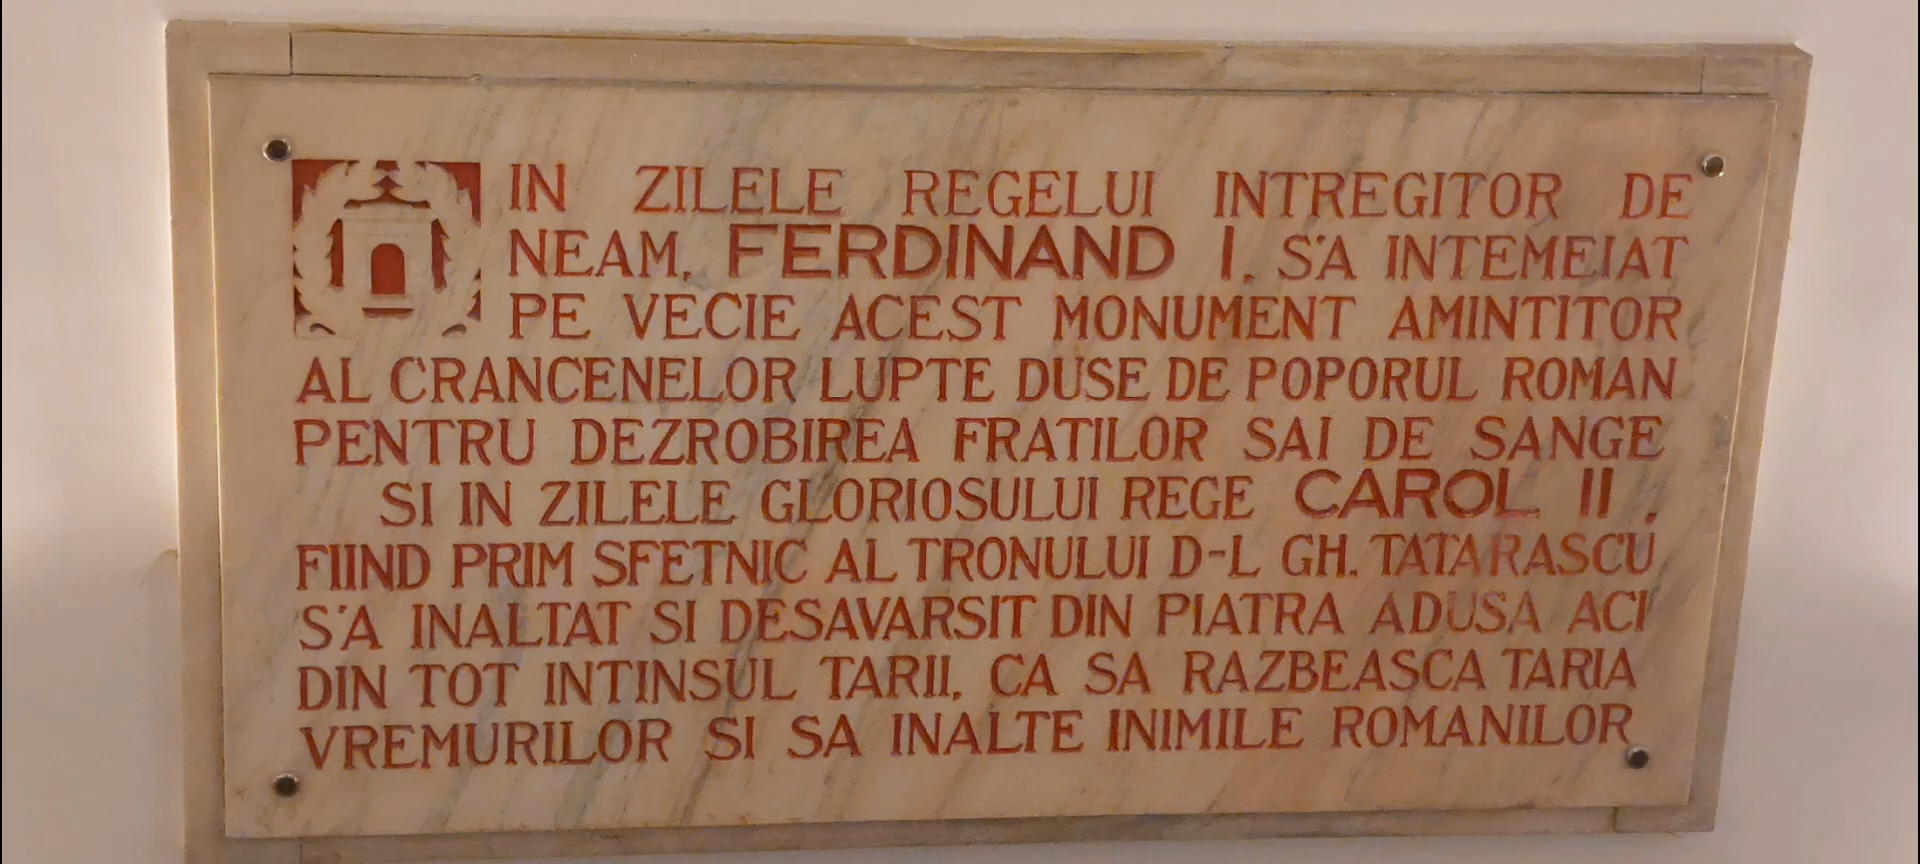 IN ZILELE REGELUI INTREGITOR DE
NEAM, FERDINAND I, S'A INTEMEIAT
PE VECIE ACEST MONUMENT AMINTITOR
AL CRANCENELOR LUPTE DUSE DE POPORUL ROMAN
PENTRU DEZROBIREA FRATILOR SAI DE SANGE
SI IN ZILELE GLORIOSULUI REGE CAROL II,
FIIND PRIM SFETNIC AL TRONULUI D-L GH. TATARASCU
S'A INALTAT SI DESAVARSIT DIN PIATRA ADUSA ACI
DIN TOT INTINSUL TARII, CA SA RAZBEASCA TARIA
VREMURILOR SI SA INALTE INIMILE ROMANILOR